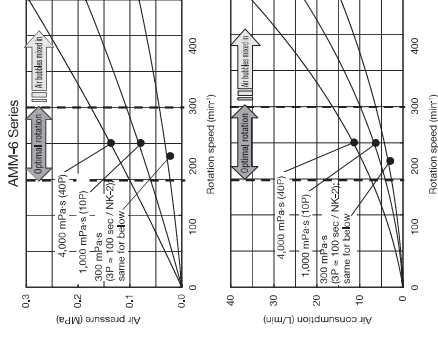 AMM-6 Series
Optimal rotation
Air bubbles mixed in
4,000 mPa·s (40P)
1,000 mPa·s (10P)
300 mPa·s
(3P ≈ 100 sec / NK-2);
same for below
Air pressure (MPa)
0.3
0.2
0.1
0.0
0
100
200
300
400
Rotation speed (min⁻¹)
Optimal rotation
Air bubbles mixed in
4,000 mPa·s (40P)
1,000 mPa·s (10P)
300 mPa·s
(3P ≈ 100 sec / NK-2);
same for below
Air consumption (L/min)
40
30
20
10
0
0
100
200
300
400
Rotation speed (min⁻¹)